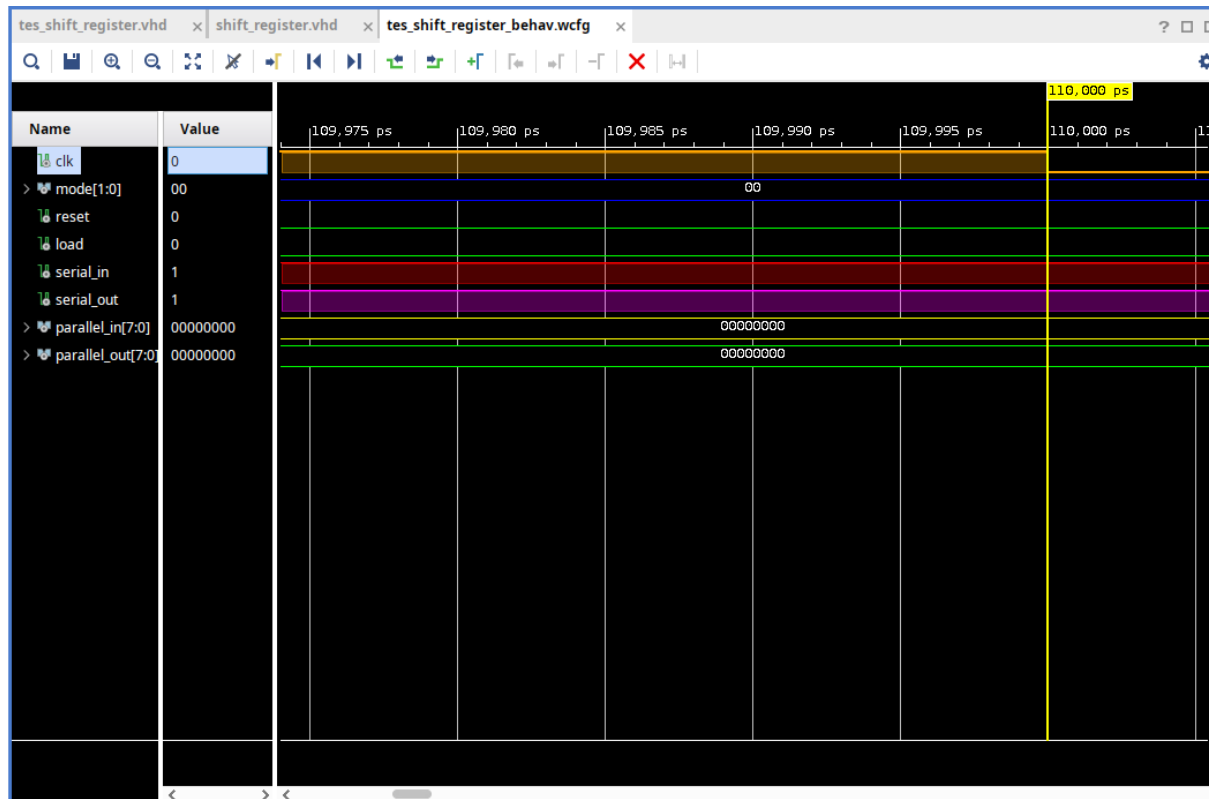 tes_shift_register.vhd × shift_register.vhd × tes_shift_register_behav.wcfg × ?
110,000 ps
Name Value 109,975 ps 109,980 ps 109,985 ps 109,990 ps 109,995 ps 110,000 ps
clk 0
mode[1:0] 00 00
reset 0
load 0
serial_in 1
serial_out 1
parallel_in[7:0] 00000000 00000000
parallel_out[7:0] 00000000 00000000